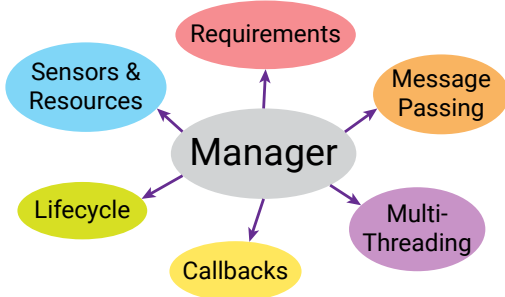 Requirements
Sensors &
Resources
Message
Passing
Manager
Lifecycle
Multi-
Threading
Callbacks